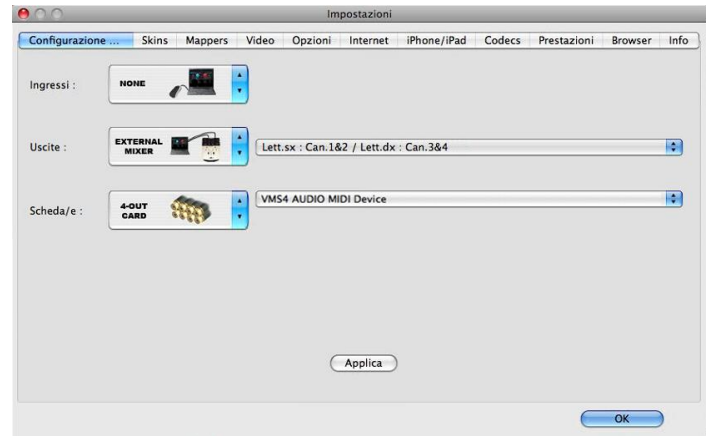 Impostazioni
Configurazione ... Skins Mappers Video Opzioni Internet iPhone/iPad Codecs Prestazioni Browser Info
Ingressi : NONE
Uscite : EXTERNAL MIXER Lett.sx : Can.1&2 / Lett.dx : Can.3&4
Scheda/e : 4-OUT CARD VMS4 AUDIO MIDI Device
Applica
OK